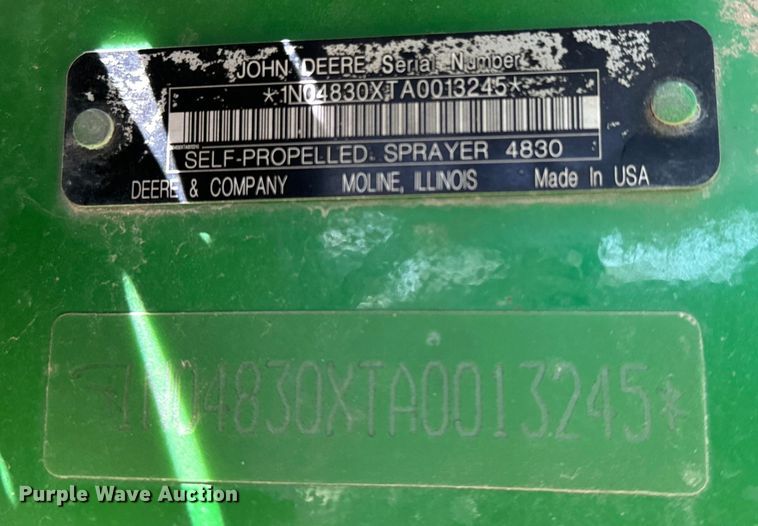 JOHN DEERE Serial Number
*1N04830XTA0013245*
SELF-PROPELLED SPRAYER 4830
DEERE & COMPANY MOLINE, ILLINOIS Made In USA
1N04830XTA0013245*
Purple Wave Auction